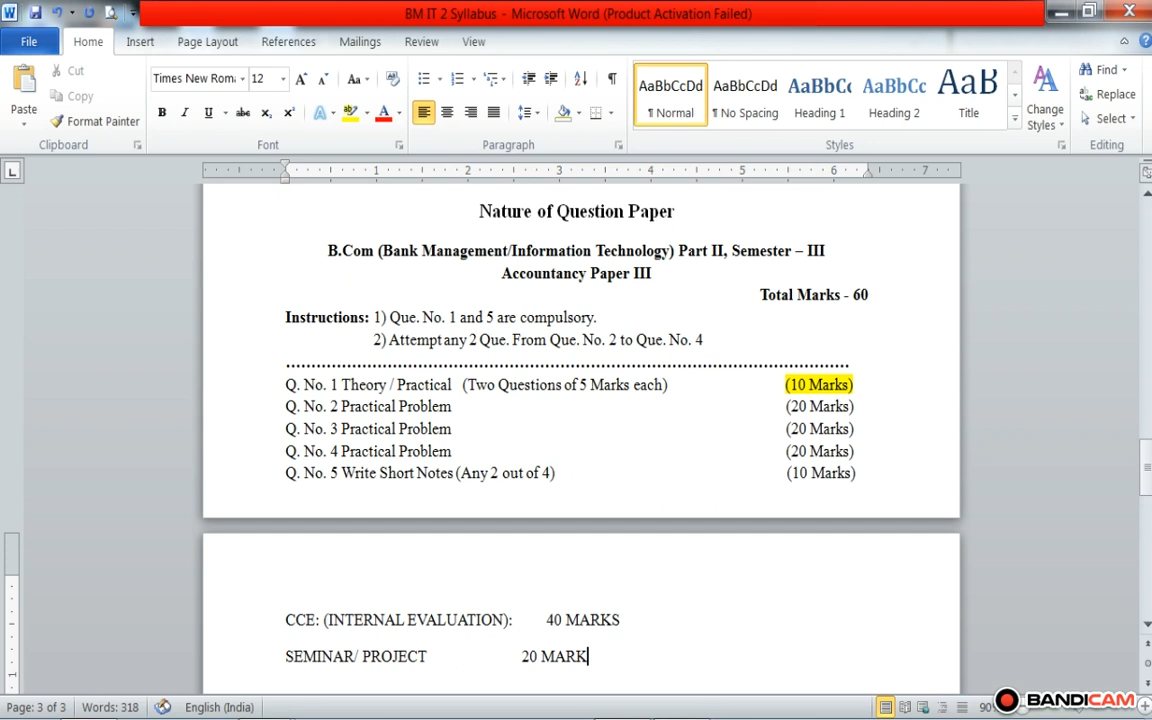 BM IT 2 Syllabus - Microsoft Word (Product Activation Failed)
File Home Insert Page Layout References Mailings Review View
Paste
Cut
Copy
Format Painter
Clipboard
Times New Rom 12
Font
Paragraph
AaBbCcDd AaBbCcDd AaBbCc AaBbCc AaB
¶ Normal ¶ No Spacing Heading 1 Heading 2 Title
Change Styles
Styles
Find
Replace
Select
Editing
1 2 3 4 5 6 7
Nature of Question Paper
B.Com (Bank Management/Information Technology) Part II, Semester – III
Accountancy Paper III
Total Marks - 60
Instructions: 1) Que. No. 1 and 5 are compulsory.
2) Attempt any 2 Que. From Que. No. 2 to Que. No. 4
Q. No. 1 Theory / Practical (Two Questions of 5 Marks each) (10 Marks)
Q. No. 2 Practical Problem (20 Marks)
Q. No. 3 Practical Problem (20 Marks)
Q. No. 4 Practical Problem (20 Marks)
Q. No. 5 Write Short Notes (Any 2 out of 4) (10 Marks)
CCE: (INTERNAL EVALUATION): 40 MARKS
SEMINAR/ PROJECT 20 MARK
Page: 3 of 3 Words: 318 English (India)
BANDICAM